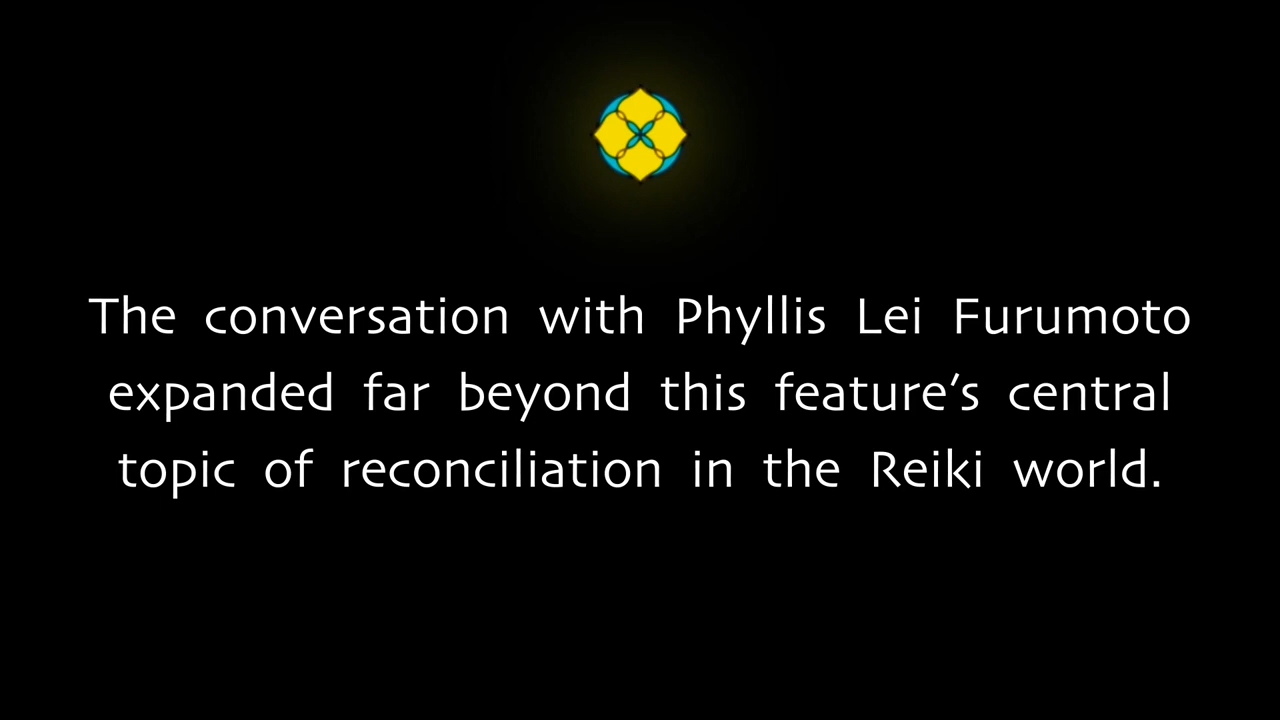 The conversation with Phyllis Lei Furumoto
expanded far beyond this feature’s central
topic of reconciliation in the Reiki world.